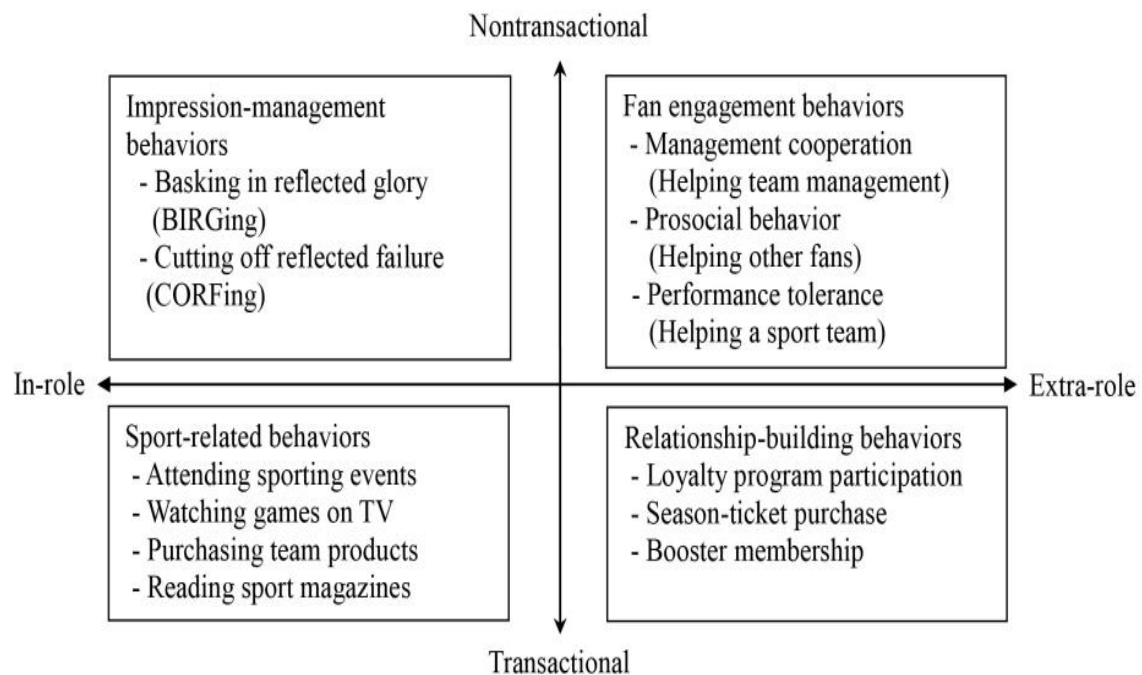 Nontransactional
Impression-management
behaviors
- Basking in reflected glory
(BIRGing)
- Cutting off reflected failure
(CORFing)
Fan engagement behaviors
- Management cooperation
(Helping team management)
- Prosocial behavior
(Helping other fans)
- Performance tolerance
(Helping a sport team)
In-role
Extra-role
Sport-related behaviors
- Attending sporting events
- Watching games on TV
- Purchasing team products
- Reading sport magazines
Relationship-building behaviors
- Loyalty program participation
- Season-ticket purchase
- Booster membership
Transactional